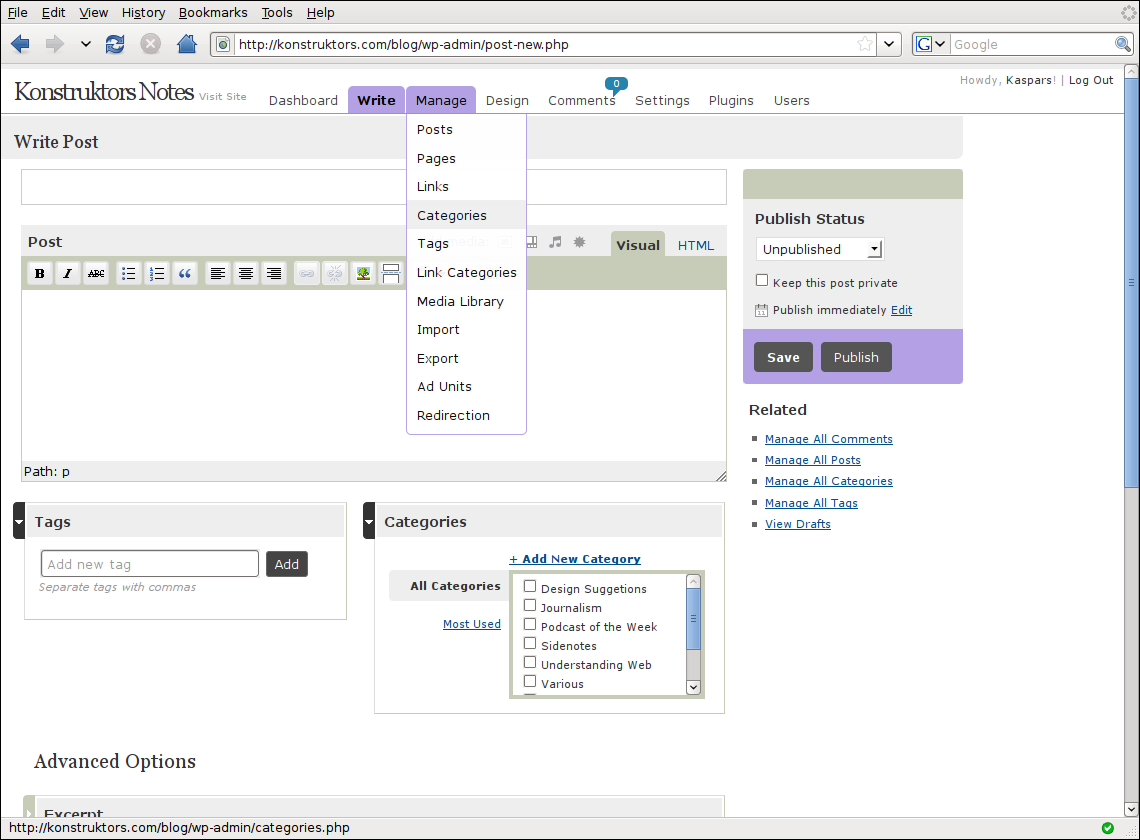 File Edit View History Bookmarks Tools Help
http://konstruktors.com/blog/wp-admin/post-new.php
G Google
Howdy, Kaspars! | Log Out
Konstruktors Notes Visit Site Dashboard Write Manage Design Comments 0 Settings Plugins Users
Write Post
Posts
Pages
Links
Categories
Tags
Link Categories
Media Library
Import
Export
Ad Units
Redirection
Post
Visual HTML
B I ABC
Path: p
Publish Status
Unpublished
Keep this post private
11 Publish immediately Edit
Save Publish
Related
Manage All Comments
Manage All Posts
Manage All Categories
Manage All Tags
View Drafts
Tags
Add new tag Add
Separate tags with commas
Categories
+ Add New Category
All Categories
Most Used
Design Suggetions
Journalism
Podcast of the Week
Sidenotes
Understanding Web
Various
Advanced Options
Excerpt
http://konstruktors.com/blog/wp-admin/categories.php